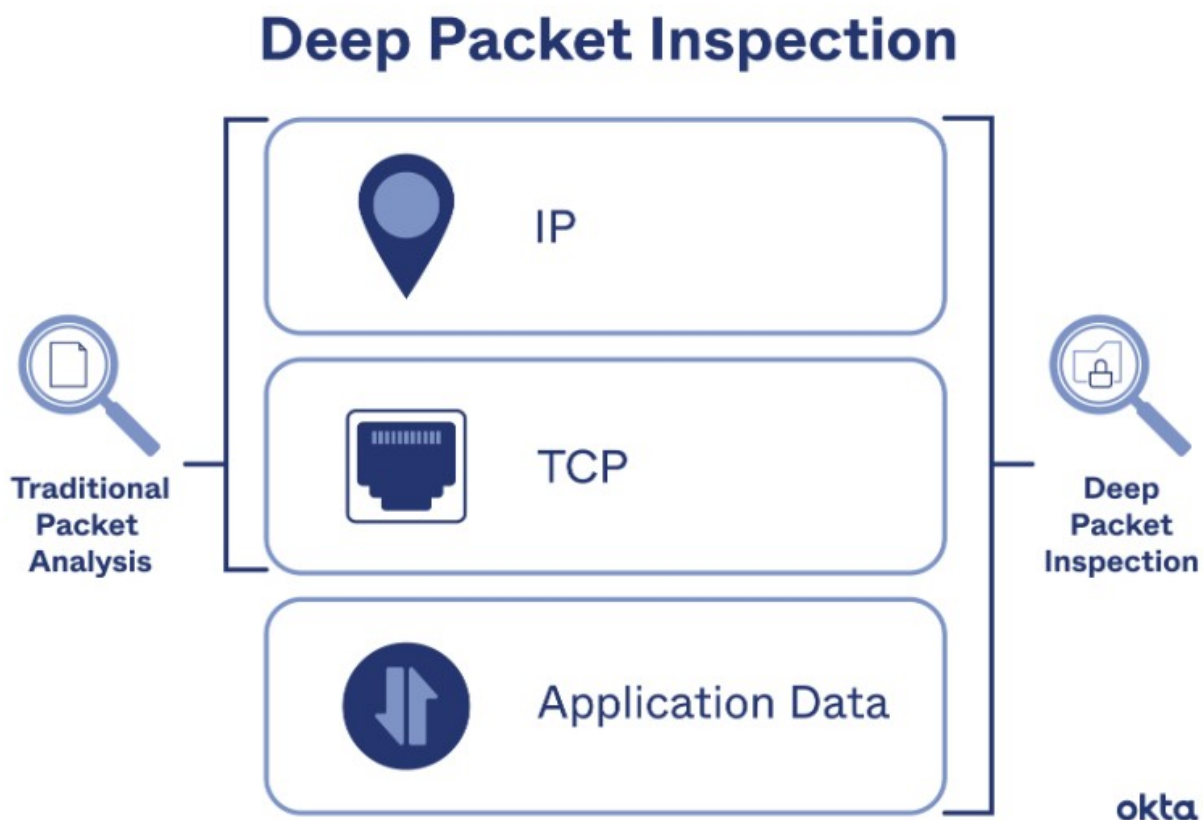 Deep Packet Inspection
IP
TCP
Application Data
Traditional
Packet
Analysis
Deep
Packet
Inspection
okta